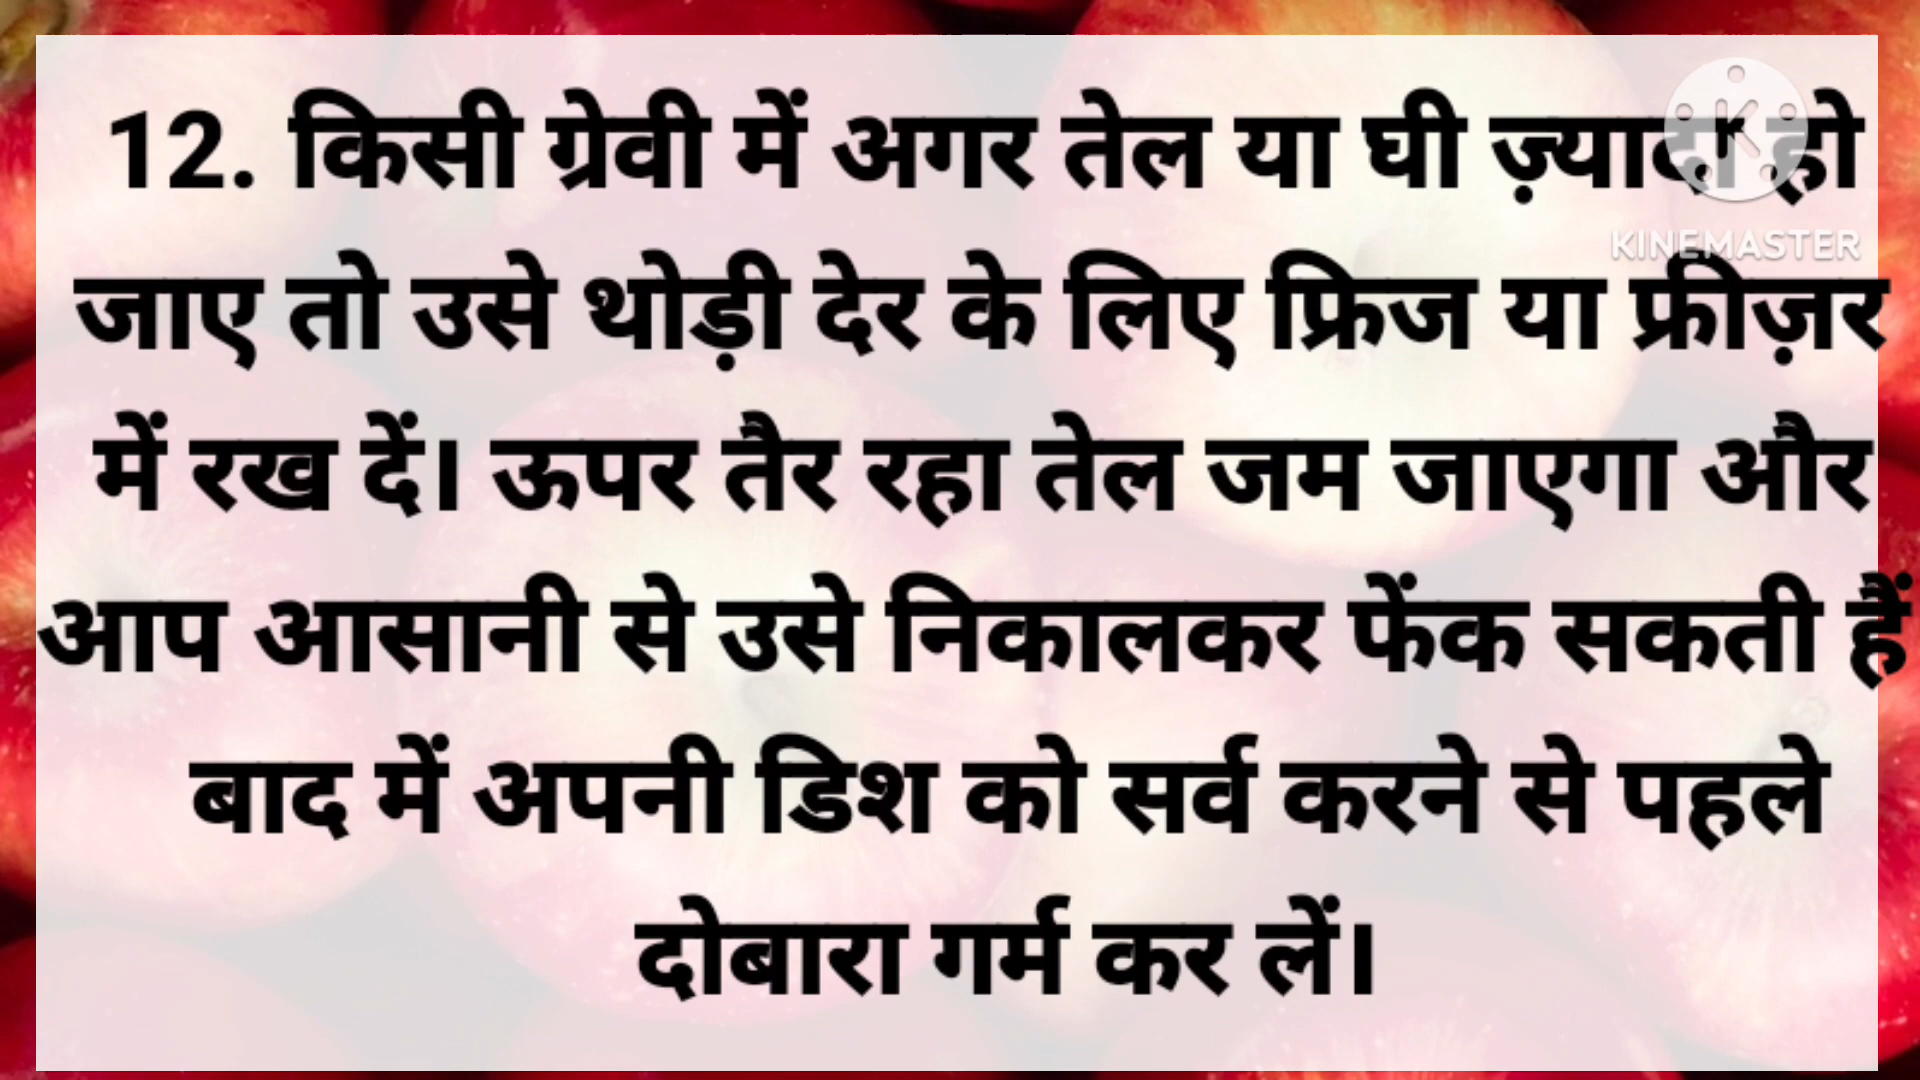 12. किसी ग्रेवी में अगर तेल या घी ज़्यादा हो
KINEMASTER
जाए तो उसे थोड़ी देर के लिए फ्रिज या फ्रीज़र
में रख दें। ऊपर तैर रहा तेल जम जाएगा और
आप आसानी से उसे निकालकर फेंक सकती हैं
बाद में अपनी डिश को सर्व करने से पहले
दोबारा गर्म कर लें।